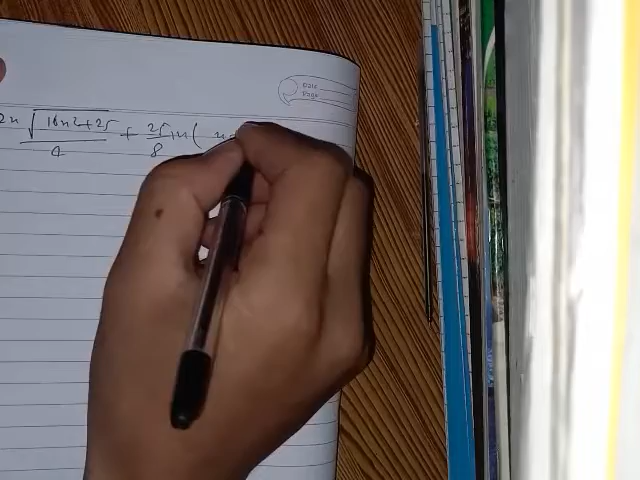 DATE
PAGE
2x √16x²+25 / 4 + 25/8 ln( x